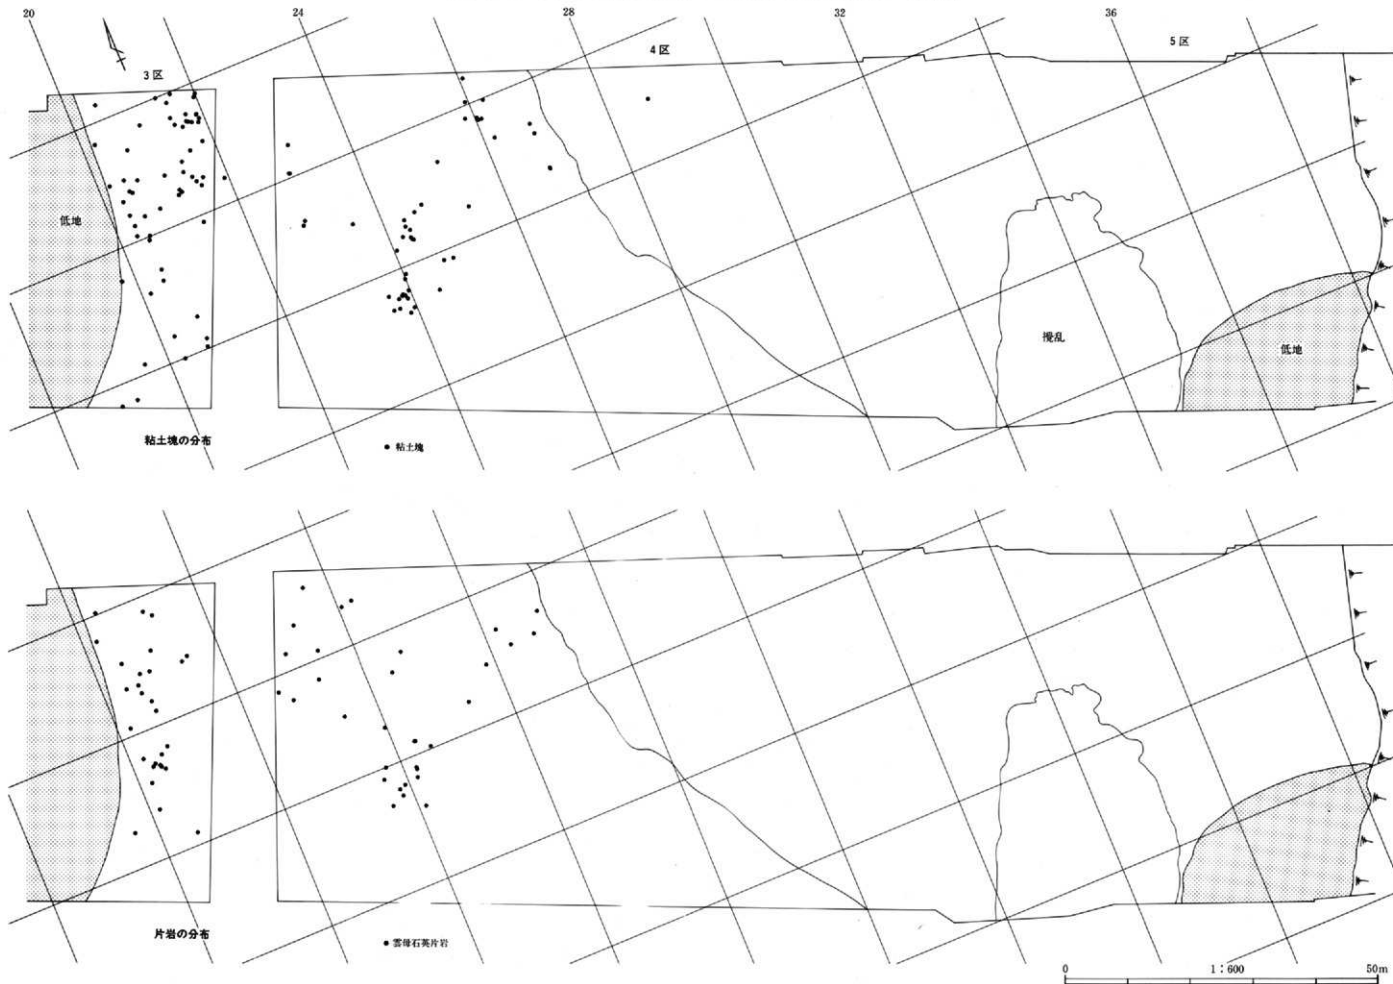 20 24 28 32 36
3区 4区 5区
低地
攪乱
低地
粘土塊の分布
● 粘土塊
片岩の分布
● 雲母石英片岩
0 1:600 50m